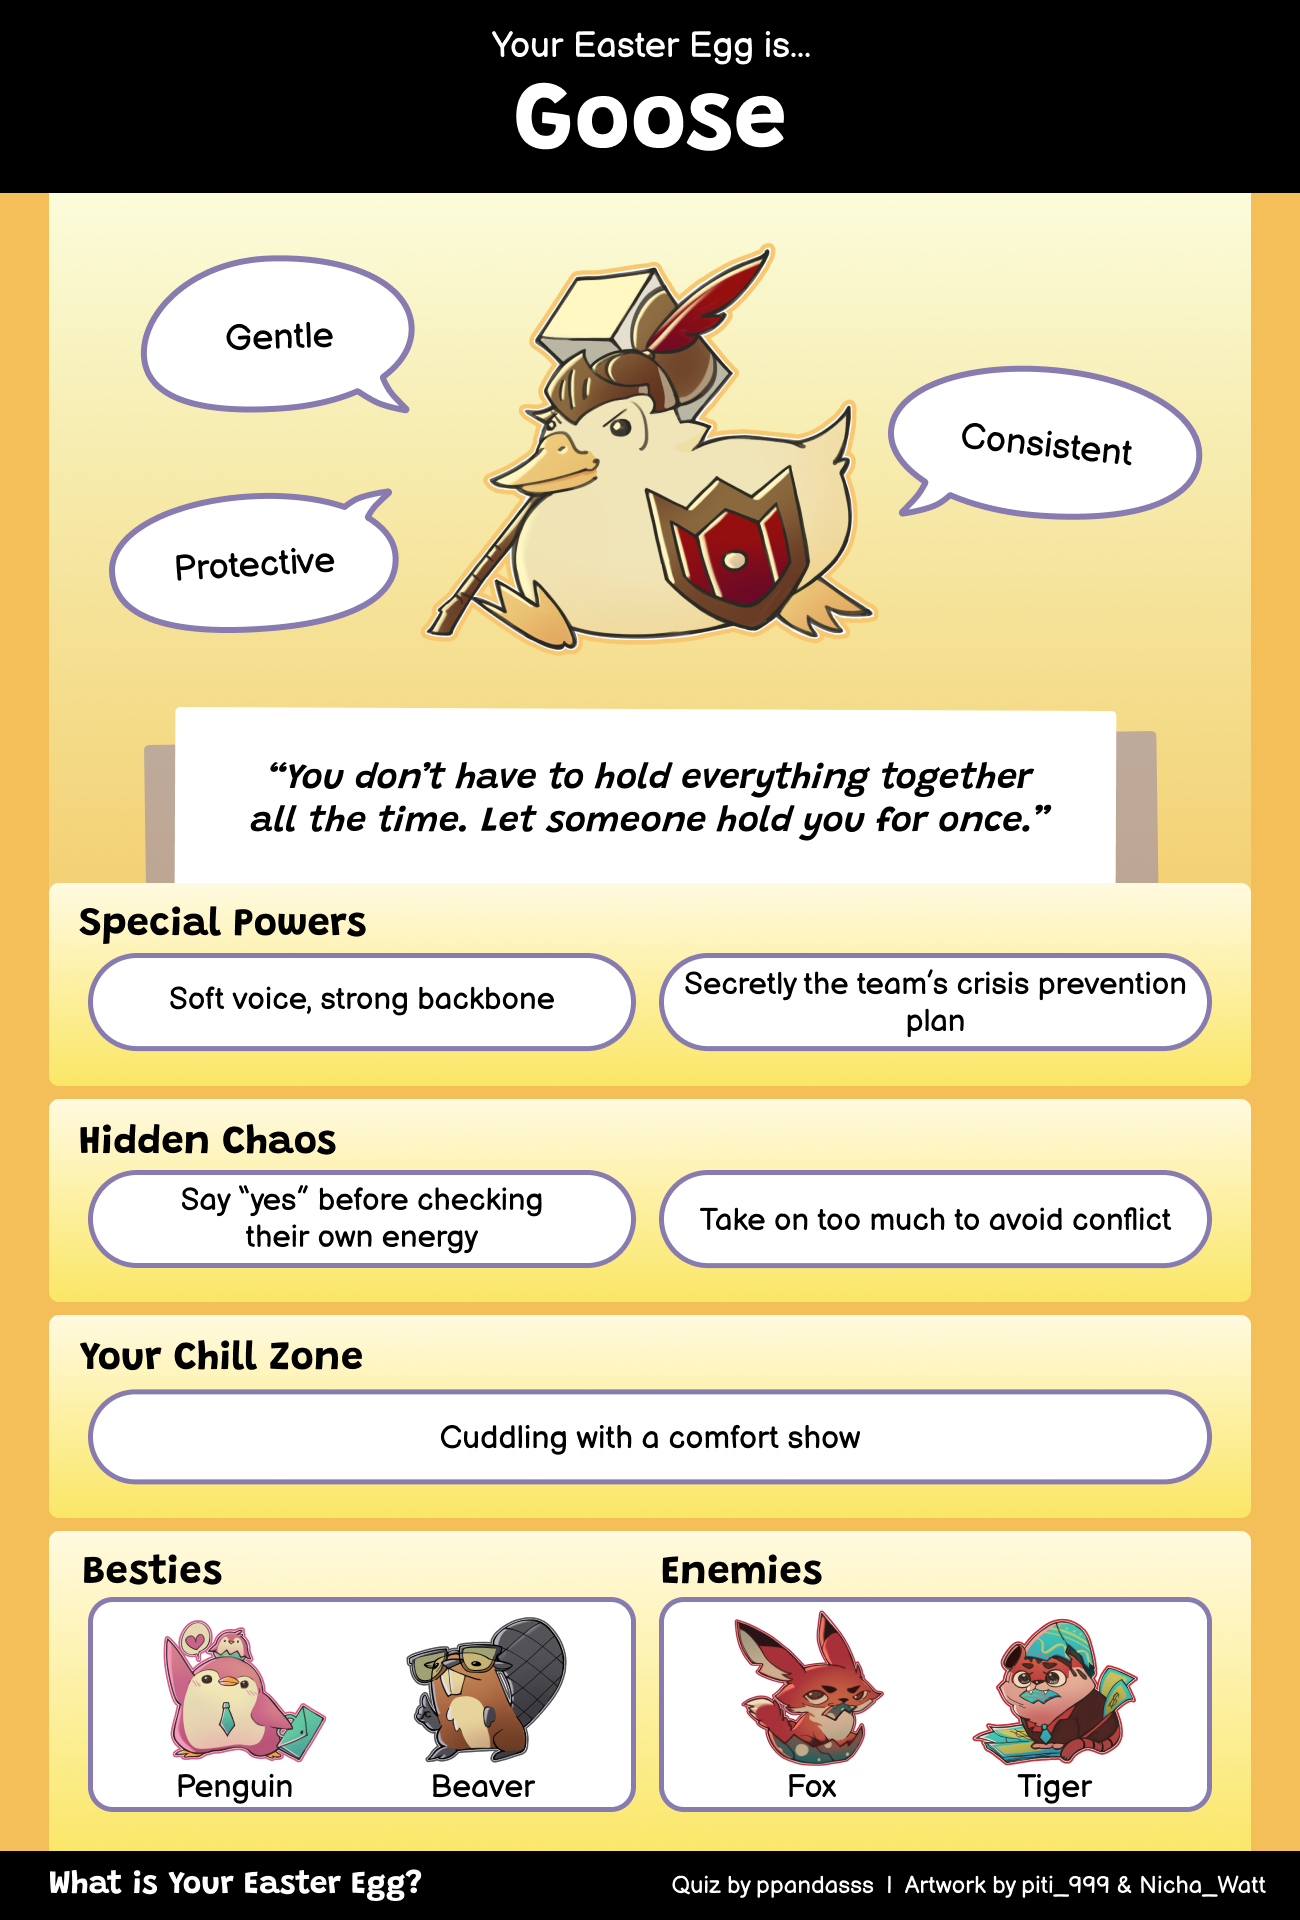 Your Easter Egg is...
Goose
Gentle
Consistent
Protective
“You don’t have to hold everything together
all the time. Let someone hold you for once.”
Special Powers
Soft voice, strong backbone
Secretly the team’s crisis prevention
plan
Hidden Chaos
Say “yes” before checking
their own energy
Take on too much to avoid conflict
Your Chill Zone
Cuddling with a comfort show
Besties
Enemies
Penguin
Beaver
Fox
Tiger
What is Your Easter Egg?
Quiz by ppandasss | Artwork by piti_999 & Nicha_Watt